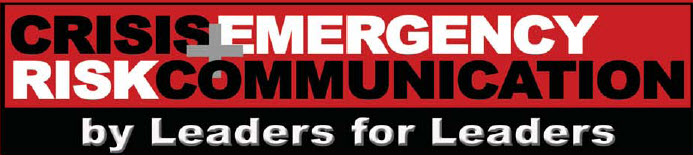 CRISIS+EMERGENCY
RISKCOMMUNICATION
by Leaders for Leaders